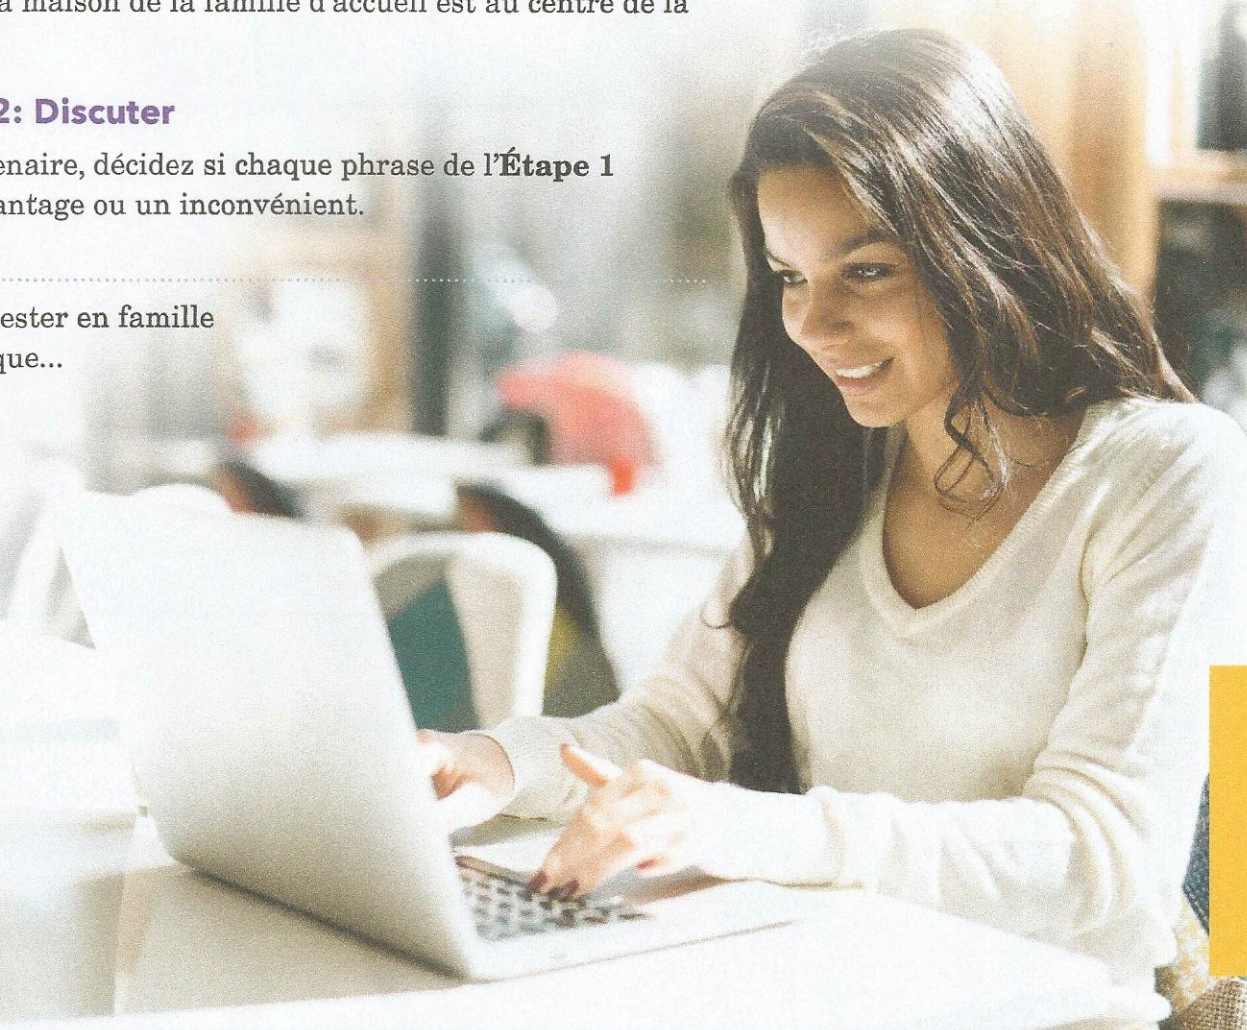 a maison de la famille d'accueil est au centre de la
2: Discuter
enaire, décidez si chaque phrase de l'Étape 1
antage ou un inconvénient.
ester en famille
que...